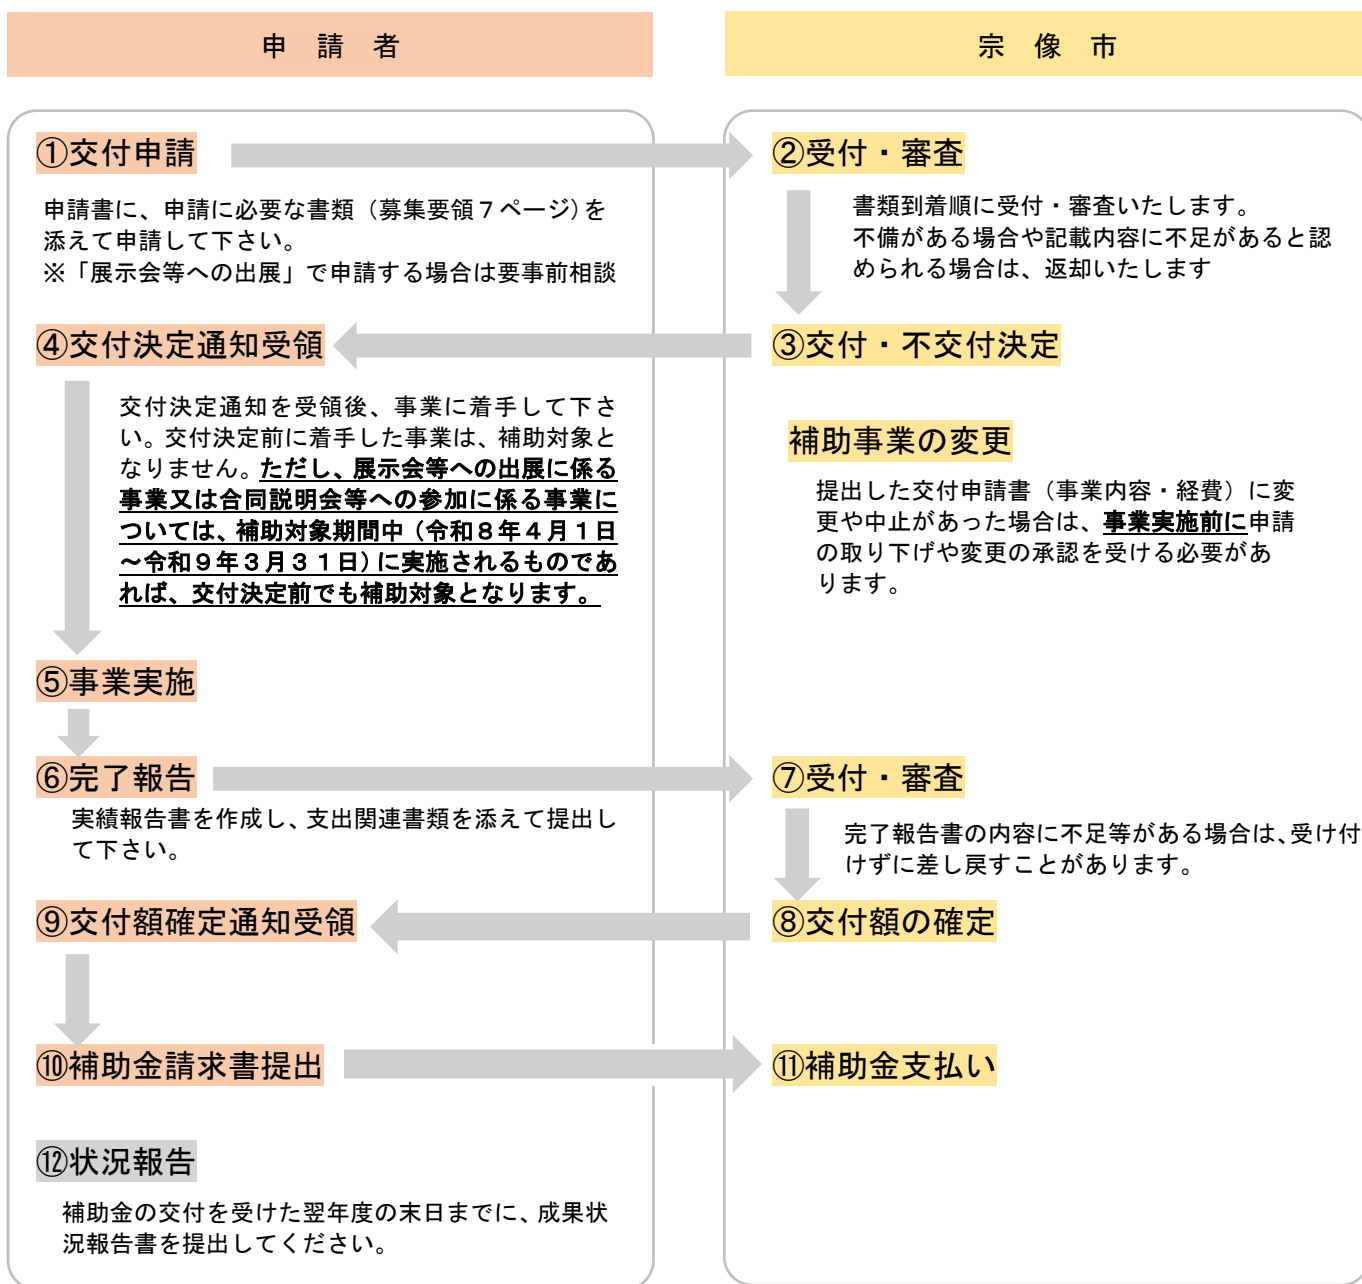 申請者
宗像市
①交付申請
申請書に、申請に必要な書類（募集要領７ページ）を
添えて申請して下さい。
※「展示会等への出展」で申請する場合は要事前相談
②受付・審査
書類到着順に受付・審査いたします。
不備がある場合や記載内容に不足があると認
められる場合は、返却いたします
④交付決定通知受領
③交付・不交付決定
交付決定通知を受領後、事業に着手して下さ
い。交付決定前に着手した事業は、補助対象と
なりません。ただし、展示会等への出展に係る
事業又は合同説明会等への参加に係る事業に
ついては、補助対象期間中（令和８年４月１日
～令和９年３月３１日）に実施されるものであ
れば、交付決定前でも補助対象となります。
補助事業の変更
提出した交付申請書（事業内容・経費）に変
更や中止があった場合は、事業実施前に申請
の取り下げや変更の承認を受ける必要があ
ります。
⑤事業実施
⑥完了報告
実績報告書を作成し、支出関連書類を添えて提出し
て下さい。
⑦受付・審査
完了報告書の内容に不足等がある場合は、受け付
けずに差し戻すことがあります。
⑨交付額確定通知受領
⑧交付額の確定
⑩補助金請求書提出
⑪補助金支払い
⑫状況報告
補助金の交付を受けた翌年度の末日までに、成果状
況報告書を提出してください。